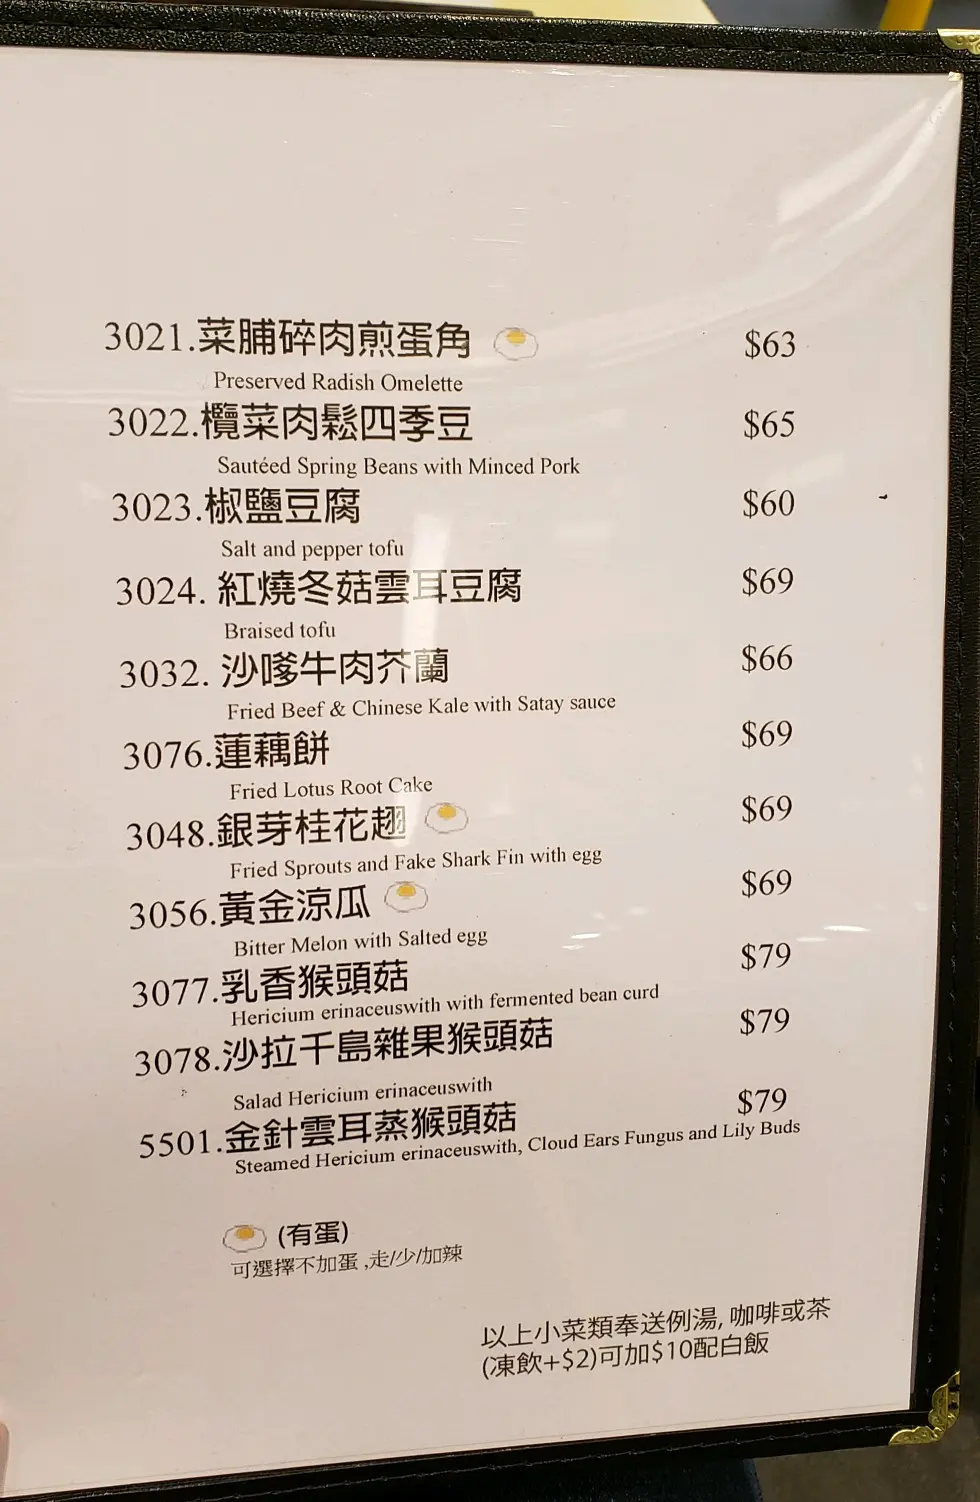 3021.菜脯碎肉煎蛋角 $63
Preserved Radish Omelette
3022.欖菜肉鬆四季豆 $65
Sautéed Spring Beans with Minced Pork
3023.椒鹽豆腐 $60
Salt and pepper tofu
3024. 紅燒冬菇雲耳豆腐 $69
Braised tofu
3032. 沙嗲牛肉芥蘭 $66
Fried Beef & Chinese Kale with Satay sauce
3076.蓮藕餅 $69
Fried Lotus Root Cake
3048.銀芽桂花翅 $69
Fried Sprouts and Fake Shark Fin with egg
3056.黃金涼瓜 $69
Bitter Melon with Salted egg
3077.乳香猴頭菇 $79
Hericium erinaceuswith with fermented bean curd
3078.沙拉千島雜果猴頭菇 $79
Salad Hericium erinaceuswith
5501.金針雲耳蒸猴頭菇 $79
Steamed Hericium erinaceuswith, Cloud Ears Fungus and Lily Buds
(有蛋)
可選擇不加蛋 ,走/少/加辣
以上小菜類奉送例湯, 咖啡或茶
(凍飲+$2)可加$10配白飯